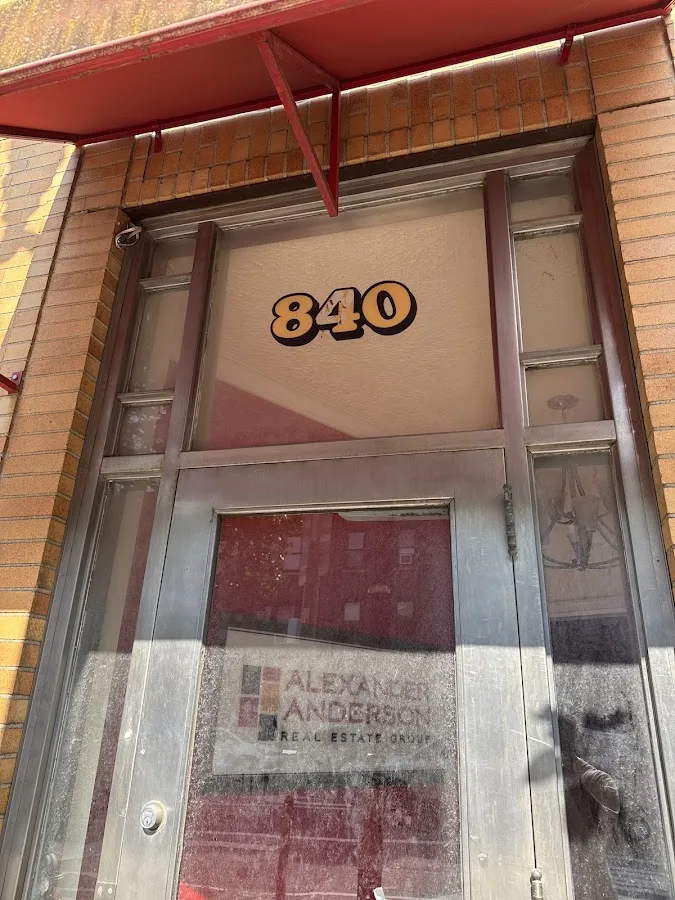 840
ALEXANDER
ANDERSON
REAL ESTATE GROUP